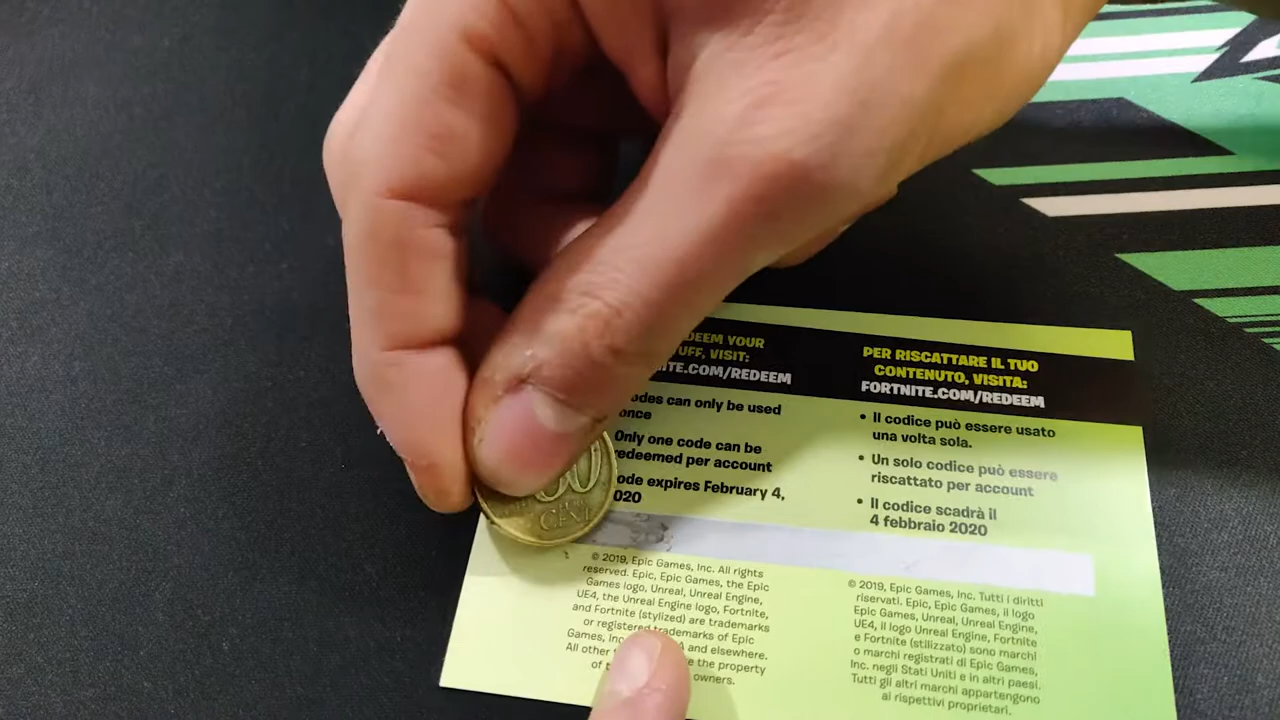 YOUR
VISIT:
/REDEEM
can only be used
once
Only one code can be
redeemed per account
expires February 4,
50
CENT
© 2019, Epic Games, Inc. All rights
reserved. Epic, Epic Games, the Epic
Games logo, Unreal, Unreal Engine,
UE4, the Unreal Engine logo, Fortnite,
and Fortnite (stylized) are trademarks
or registered trademarks of Epic
Games, and elsewhere.
All other the property
of owners.
PER RISCATTARE IL TUO
CONTENUTO, VISITA:
FORTNITE.COM/REDEEM
• Il codice può essere usato
una volta sola.
• Un solo codice può essere
riscattato per account
• Il codice scadrà il
4 febbraio 2020
© 2019, Epic Games, Inc. Tutti i diritti
riservati. Epic, Epic Games, il logo
Epic Games, Unreal, Unreal Engine,
UE4, il logo Unreal Engine, Fortnite
e Fortnite (stilizzato) sono marchi
o marchi registrati di Epic Games,
Inc. negli Stati Uniti e in altri paesi.
Tutti gli altri marchi appartengono
ai rispettivi proprietari.